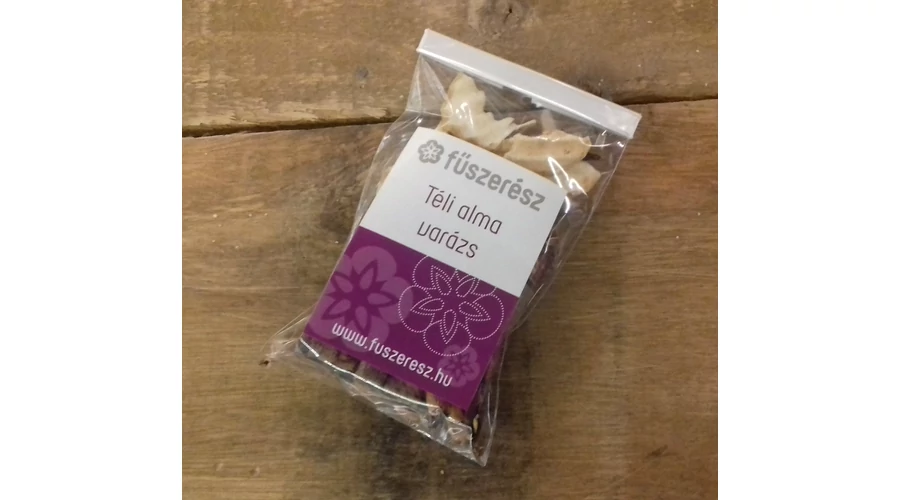 fűszerész
Téli alma
varázs
www.fuszeresz.hu